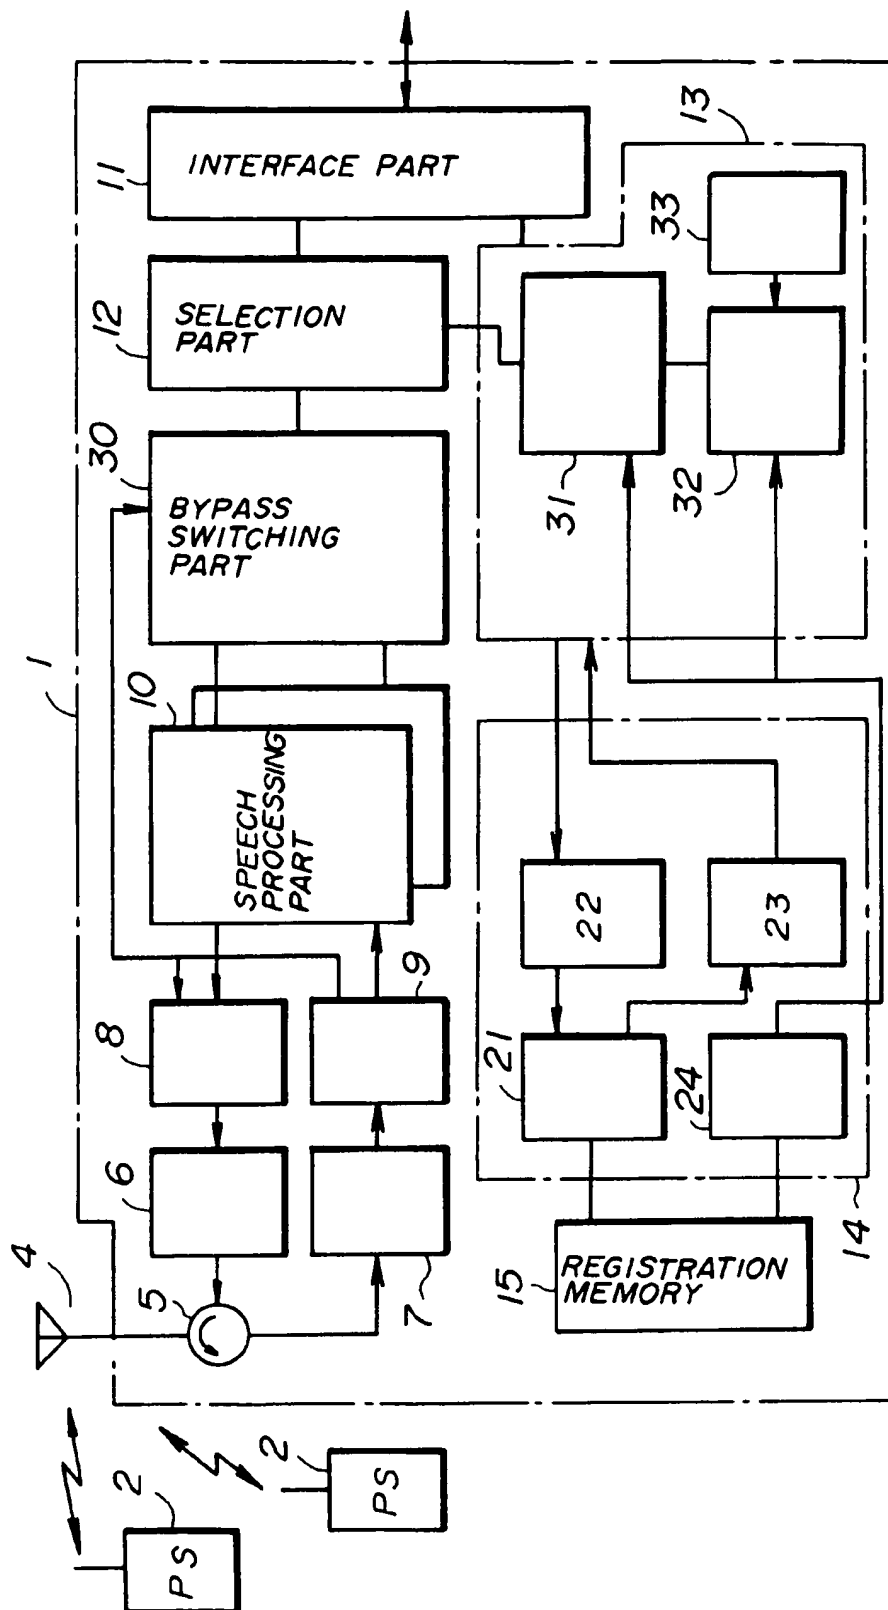 1
4
5
6
8
10
30
12
11
SPEECH
PROCESSING
PART
BYPASS
SWITCHING
PART
SELECTION
PART
INTERFACE PART
7
9
2
PS
2
PS
15
REGISTRATION
MEMORY
14
21
22
24
23
13
31
32
33